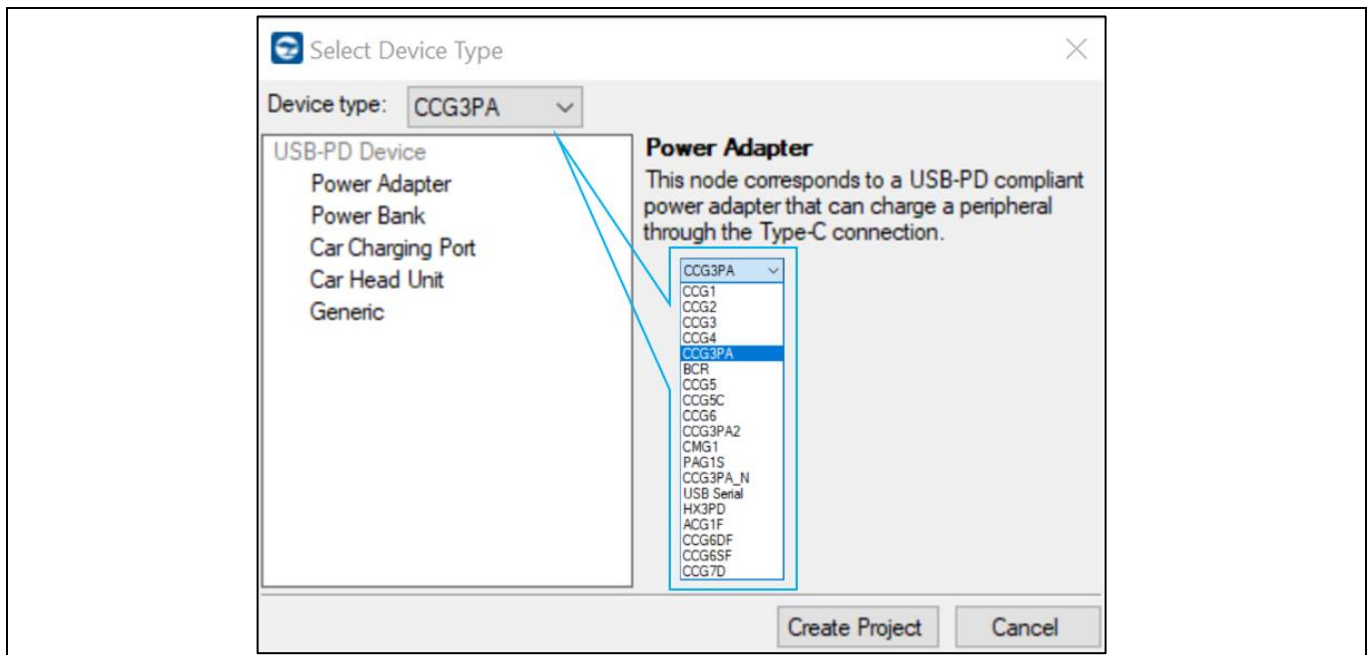 Select Device Type
Device type: CCG3PA
USB-PD Device
Power Adapter
Power Bank
Car Charging Port
Car Head Unit
Generic
Power Adapter
This node corresponds to a USB-PD compliant
power adapter that can charge a peripheral
through the Type-C connection.
CCG3PA
CCG1
CCG2
CCG3
CCG4
CCG3PA
BCR
CCG5
CCG5C
CCG6
CCG3PA2
CMG1
PAG1S
CCG3PA_N
USB Serial
HX3PD
ACG1F
CCG6DF
CCG6SF
CCG7D
Create Project
Cancel